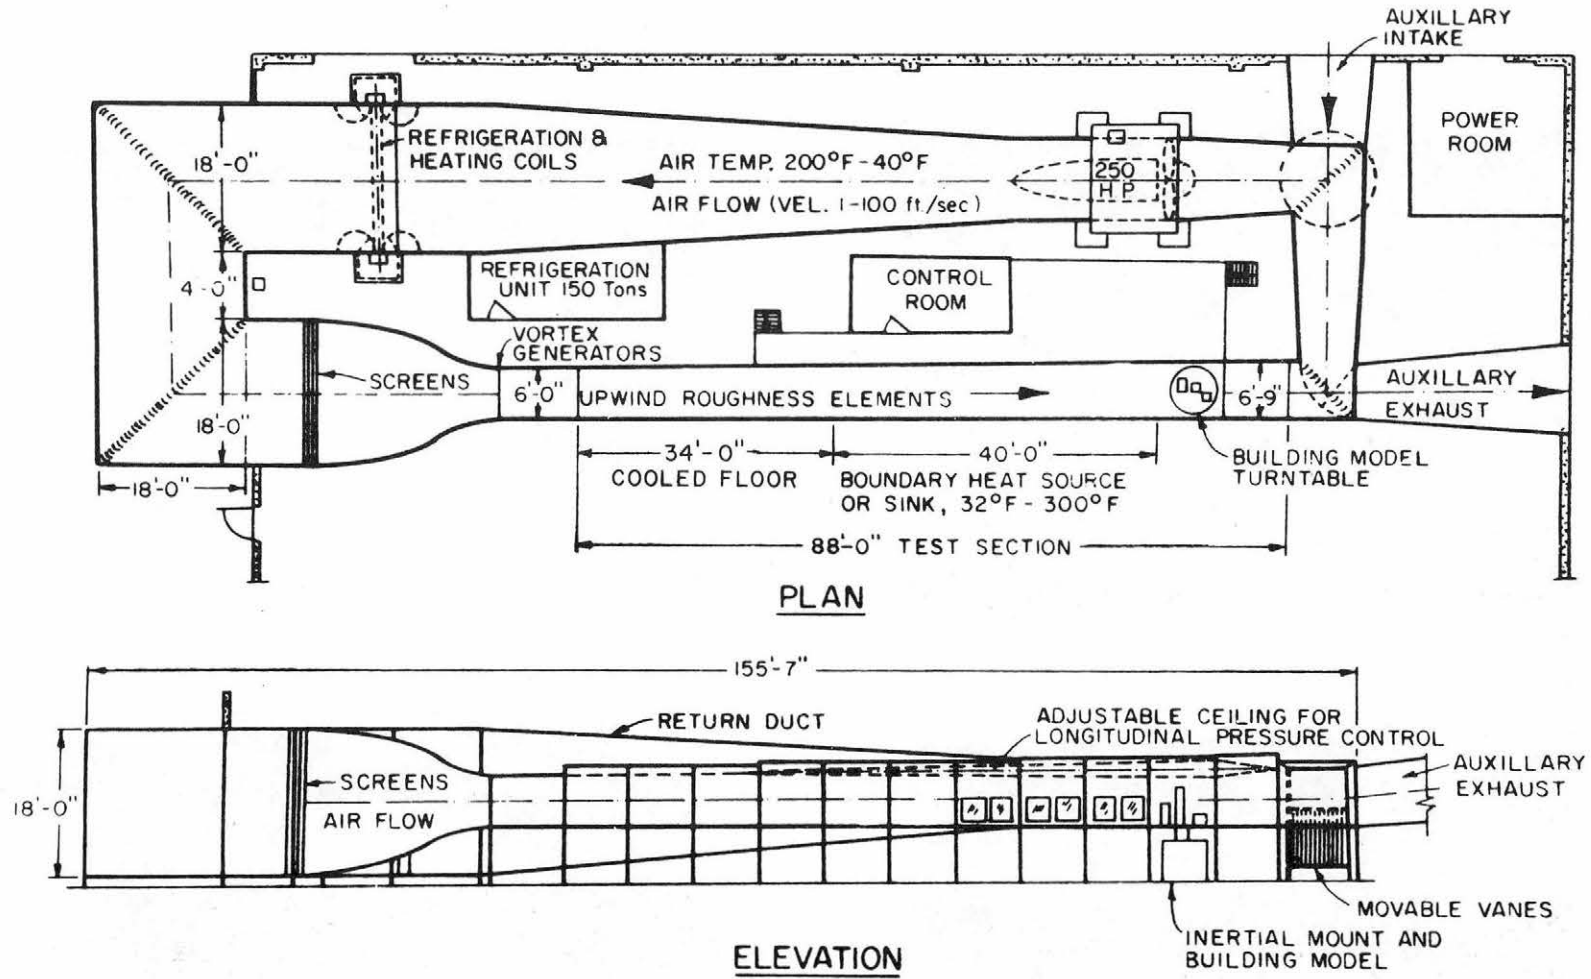 AUXILLARY
INTAKE
POWER
ROOM
REFRIGERATION &
HEATING COILS
18'-0"
AIR TEMP. 200°F-40°F
AIR FLOW (VEL. 1-100 ft./sec)
250
HP
4'-0"
REFRIGERATION
UNIT 150 Tons
CONTROL
ROOM
VORTEX
GENERATORS
SCREENS
6'-0"
UPWIND ROUGHNESS ELEMENTS
6'-9"
AUXILLARY
EXHAUST
18'-0"
18'-0"
34'-0"
COOLED FLOOR
40'-0"
BOUNDARY HEAT SOURCE
OR SINK, 32°F-300°F
BUILDING MODEL
TURNTABLE
88'-0" TEST SECTION
PLAN
155'-7"
RETURN DUCT
ADJUSTABLE CEILING FOR
LONGITUDINAL PRESSURE CONTROL
AUXILLARY
EXHAUST
SCREENS
18'-0"
AIR FLOW
MOVABLE VANES
INERTIAL MOUNT AND
BUILDING MODEL
ELEVATION